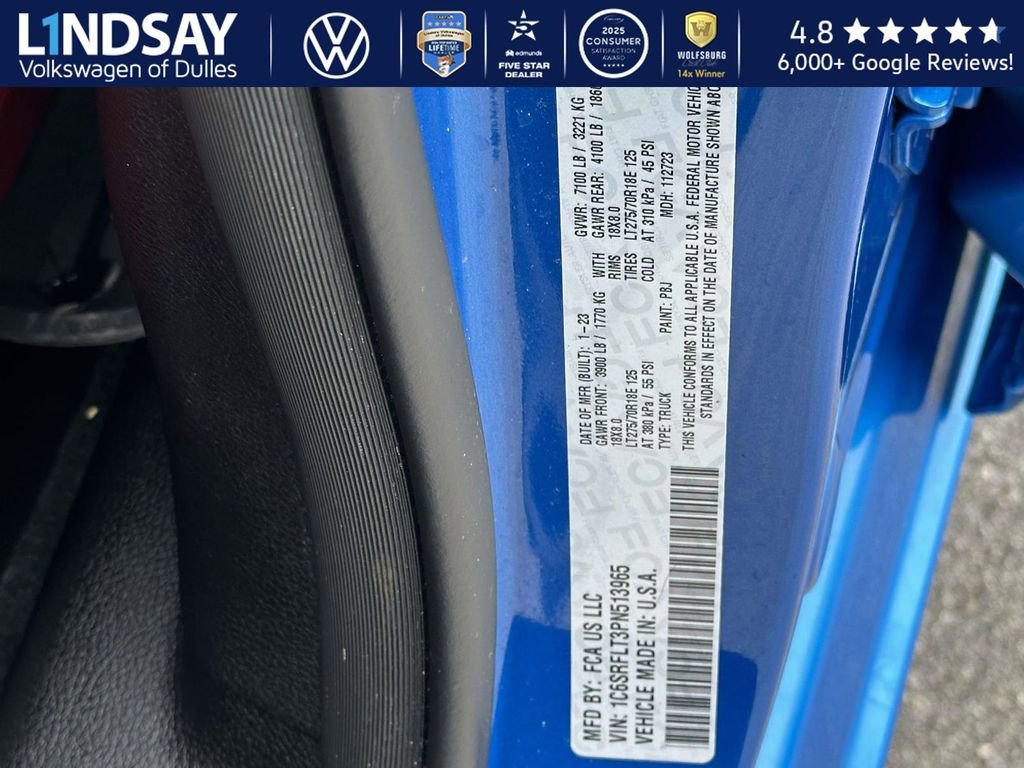 L1NDSAY
Volkswagen of Dulles
LIFETIME
edmunds
FIVE STAR
DEALER
2025
CONSUMER
SATISFACTION
AWARD
WOLFSBURG
14x Winner
4.8
6,000+ Google Reviews!
MFD BY: FCA US LLC
VIN: 1C6SRFLT3PN513965
VEHICLE MADE IN: U.S.A.
DATE OF MFR (BUILT): 1-23 GVWR: 7100 LB / 3221 KG
GAWR FRONT: 3900 LB / 1770 KG WITH GAWR REAR: 4100 LB /
18X8.0 RIMS 18X8.0
LT275/70R18E 125 TIRES LT275/70R18E 125
AT 380 kPa / 55 PSI COLD AT 310 kPa / 45 PSI
TYPE: TRUCK PAINT: PBJ MDH: 112723
THIS VEHICLE CONFORMS TO ALL APPLICABLE U.S.A. FEDERAL MOTOR
STANDARDS IN EFFECT ON THE DATE OF MANUFACTURE SHOWN